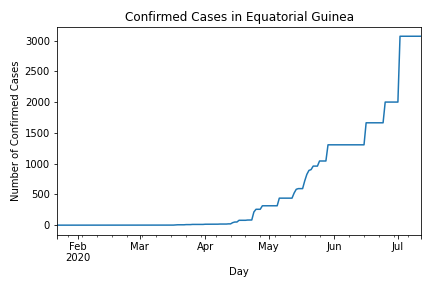 Confirmed Cases in Equatorial Guinea
Number of Confirmed Cases
3000
2500
2000
1500
1000
500
0
Feb Mar Apr May Jun Jul
2020
Day